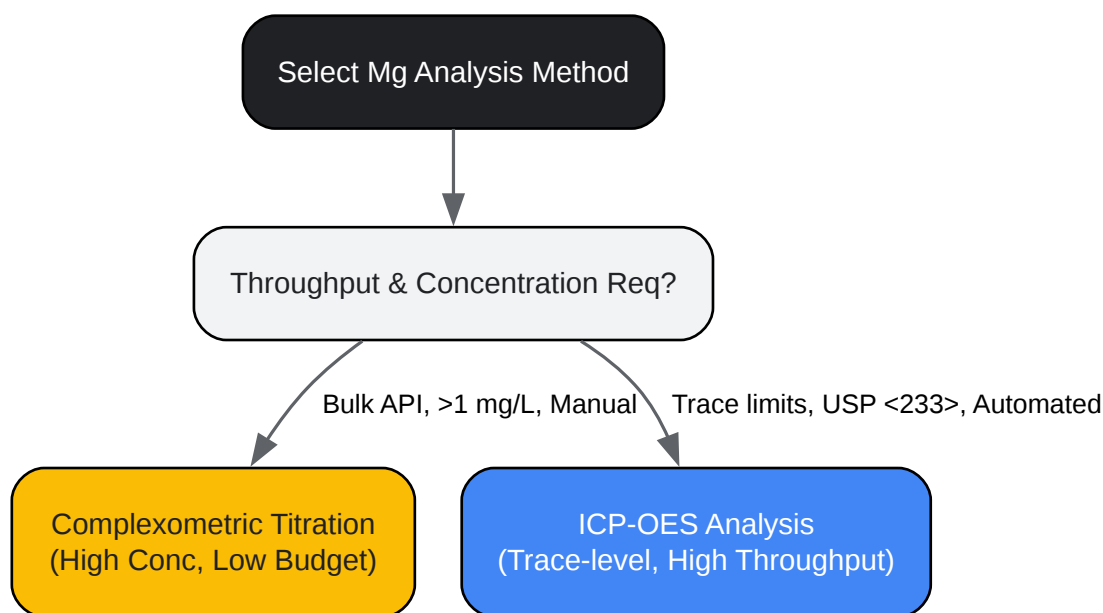 Select Mg Analysis Method
Throughput & Concentration Req?
Bulk API, >1 mg/L, Manual
Trace limits, USP <233>, Automated
Complexometric Titration
(High Conc, Low Budget)
ICP-OES Analysis
(Trace-level, High Throughput)